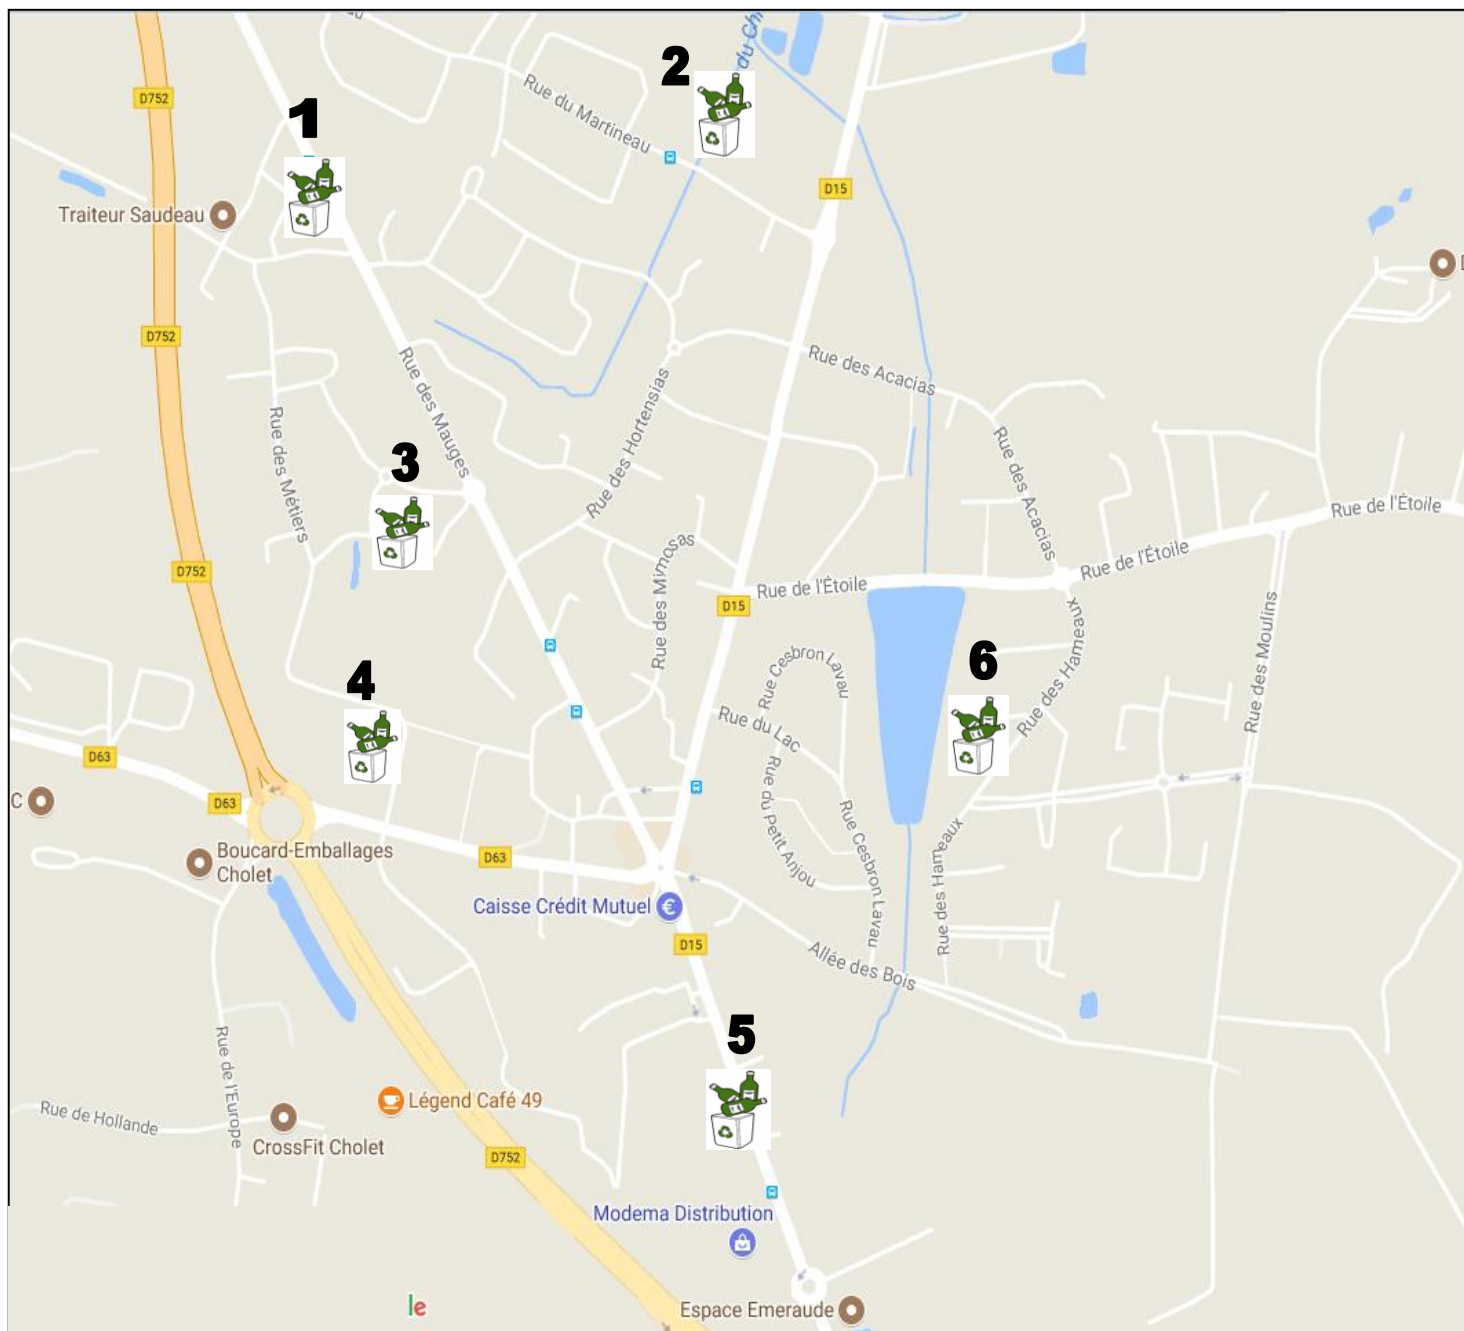 du Ch
2
Rue du Martineau
D752
1
D15
Traiteur Saudeau
D752
Rue des Acacias
Rue des Mauges
Rue des Hortensias
Rue des Métiers
3
Rue des Acacias
Rue de l'Étoile
Rue de l'Étoile
Rue des Mimosas
D752
Rue de l'Étoile
D15
Rue des Hameaux
Rue des Moulins
Rue Cesbron Lavau
4
6
Rue du Lac
D63
Rue du Petit Anjou
C
D63
Rue Cesbron Lavau
Rue des Hameaux
Boucard-Emballages
Cholet
D63
Caisse Crédit Mutuel
€
D15
Allée des Bois
5
Rue de l'Europe
Rue de Hollande
Légend Café 49
CrossFit Cholet
D752
Modema Distribution
le
Espace Emeraude